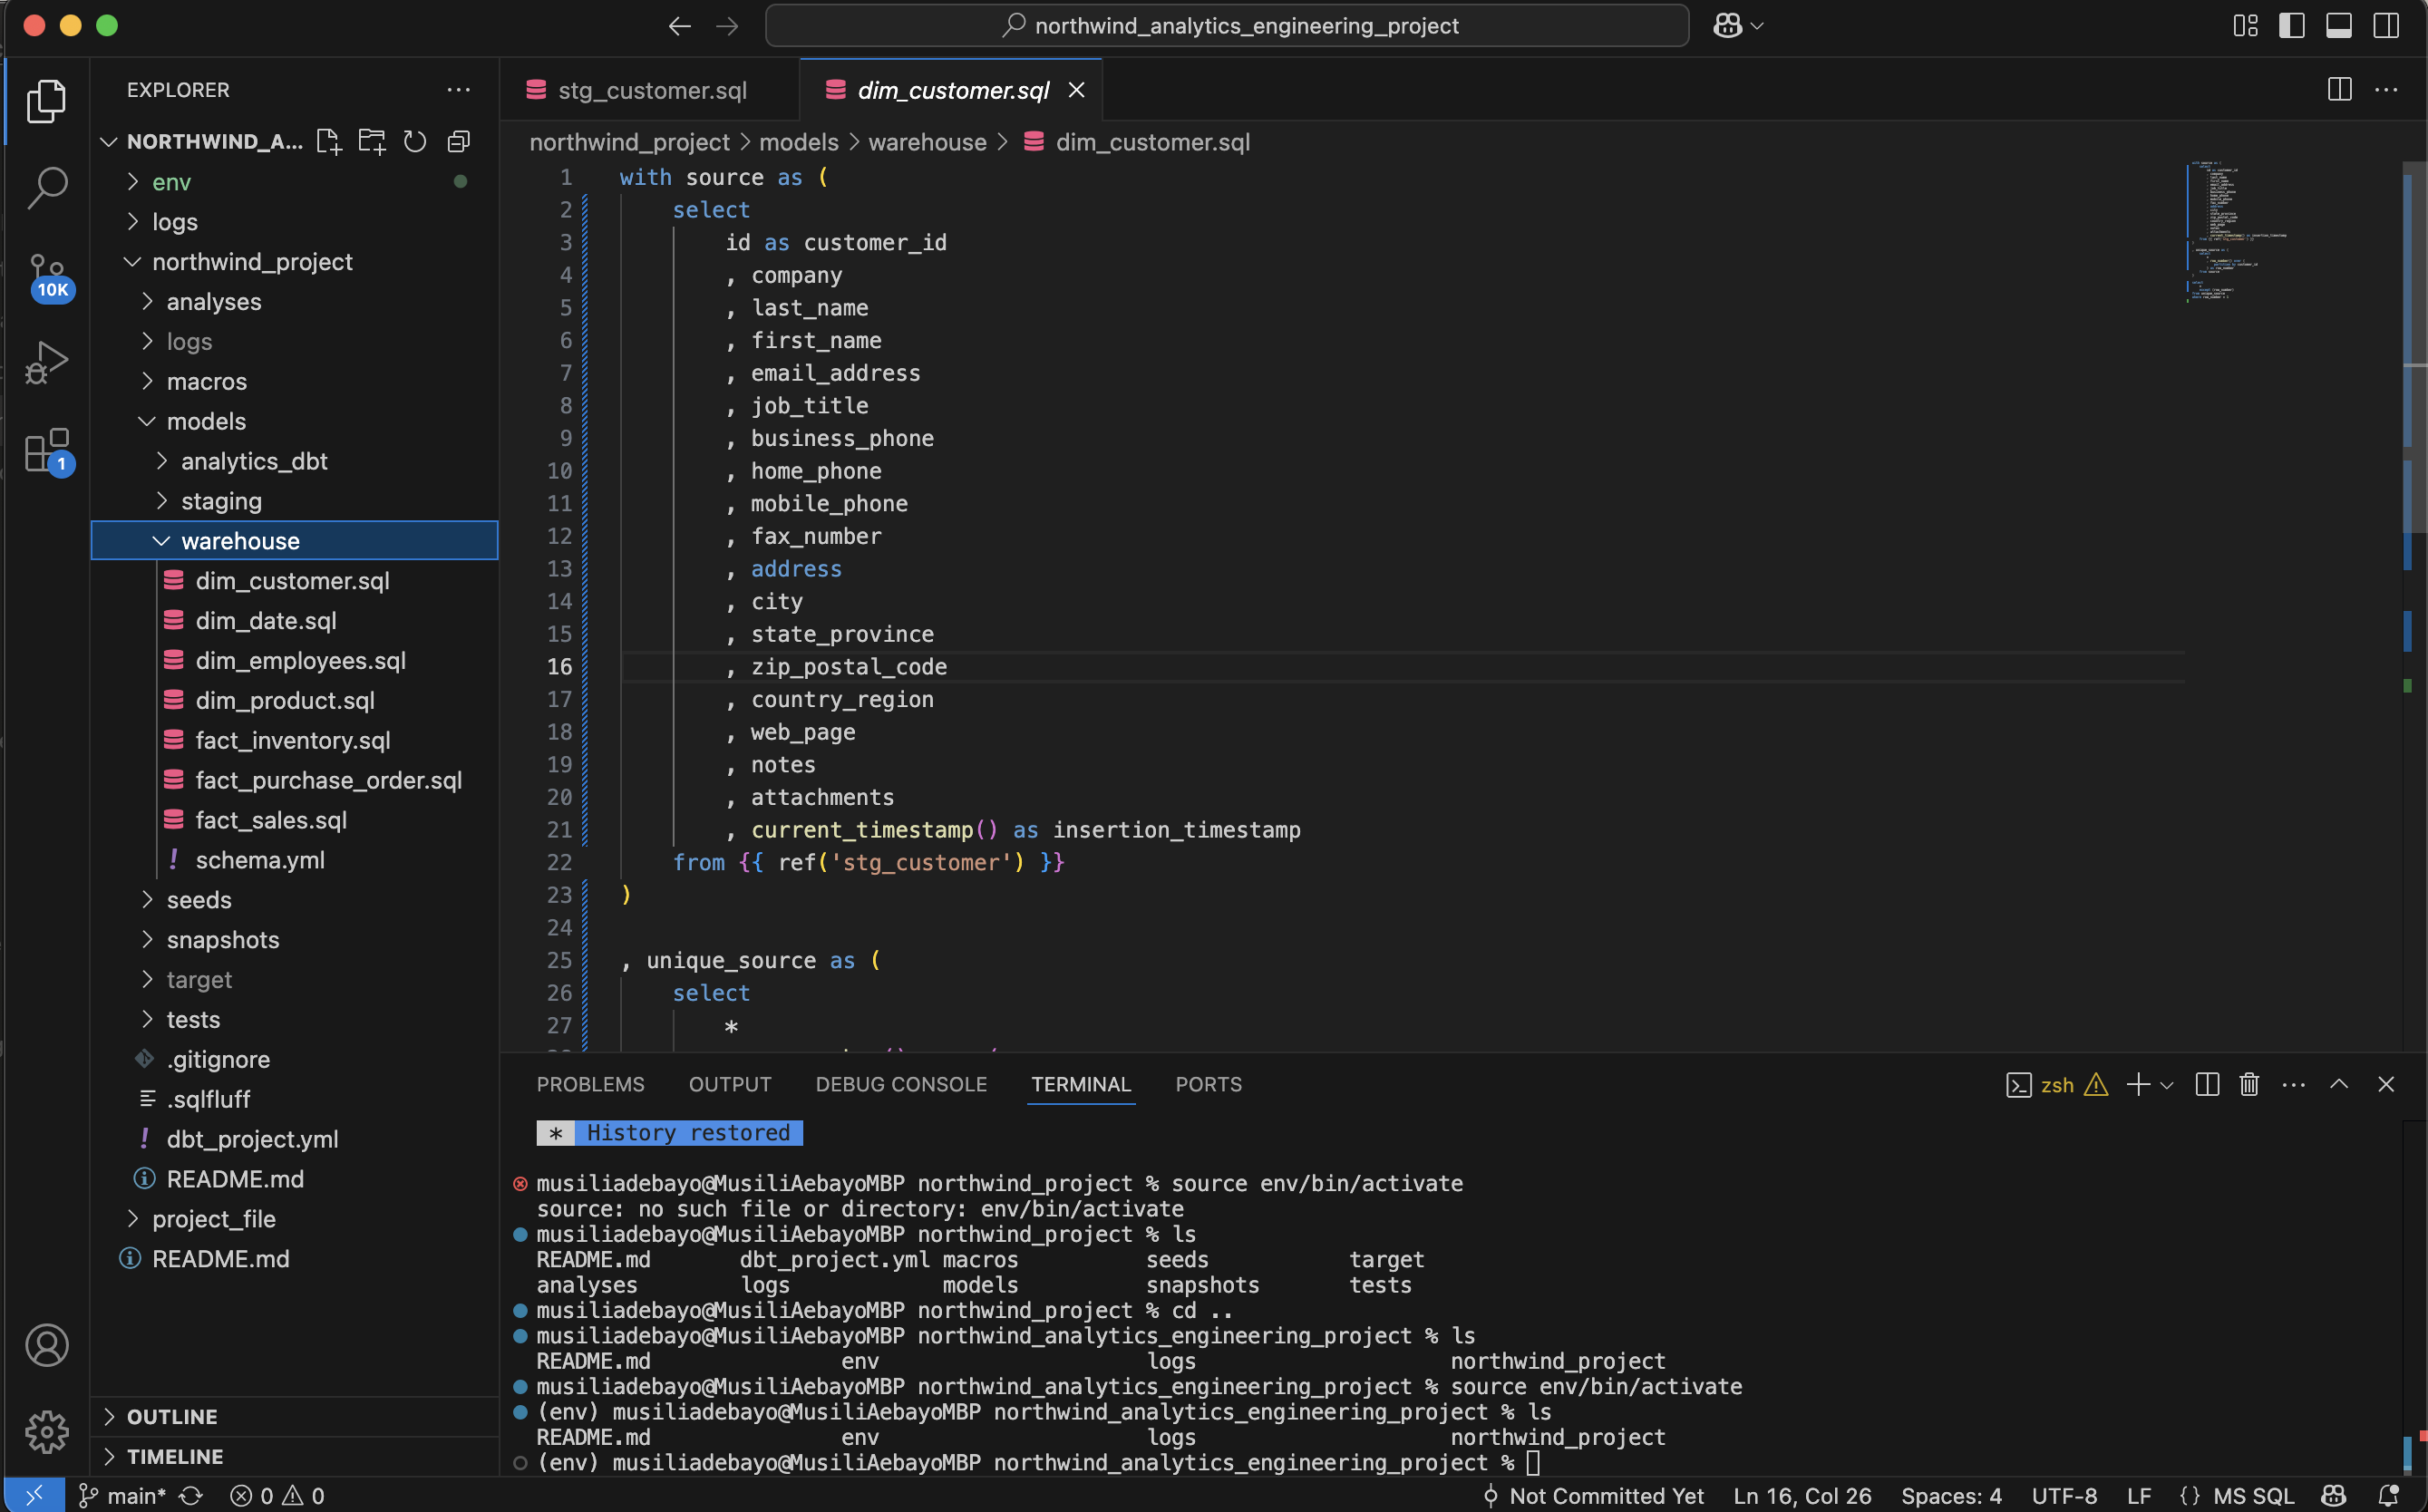 northwind_analytics_engineering_project
EXPLORER
NORTHWIND_A...
env
logs
northwind_project
analyses
logs
macros
models
analytics_dbt
staging
warehouse
dim_customer.sql
dim_date.sql
dim_employees.sql
dim_product.sql
fact_inventory.sql
fact_purchase_order.sql
fact_sales.sql
! schema.yml
seeds
snapshots
target
tests
.gitignore
.sqlfluff
! dbt_project.yml
README.md
project_file
README.md
OUTLINE
TIMELINE
10K
1
stg_customer.sql
dim_customer.sql
northwind_project > models > warehouse > dim_customer.sql
1 with source as (
2 select
3 id as customer_id
4 , company
5 , last_name
6 , first_name
7 , email_address
8 , job_title
9 , business_phone
10 , home_phone
11 , mobile_phone
12 , fax_number
13 , address
14 , city
15 , state_province
16 , zip_postal_code
17 , country_region
18 , web_page
19 , notes
20 , attachments
21 , current_timestamp() as insertion_timestamp
22 from {{ ref('stg_customer') }}
23 )
24
25 , unique_source as (
26 select
27 *
PROBLEMS OUTPUT DEBUG CONSOLE TERMINAL PORTS
zsh
* History restored
musiliadebayo@MusiliAebayoMBP northwind_project % source env/bin/activate
source: no such file or directory: env/bin/activate
musiliadebayo@MusiliAebayoMBP northwind_project % ls
README.md dbt_project.yml macros seeds target
analyses logs models snapshots tests
musiliadebayo@MusiliAebayoMBP northwind_project % cd ..
musiliadebayo@MusiliAebayoMBP northwind_analytics_engineering_project % ls
README.md env logs northwind_project
musiliadebayo@MusiliAebayoMBP northwind_analytics_engineering_project % source env/bin/activate
(env) musiliadebayo@MusiliAebayoMBP northwind_analytics_engineering_project % ls
README.md env logs northwind_project
(env) musiliadebayo@MusiliAebayoMBP northwind_analytics_engineering_project %
main* 0 0 Not Committed Yet Ln 16, Col 26 Spaces: 4 UTF-8 LF {} MS SQL